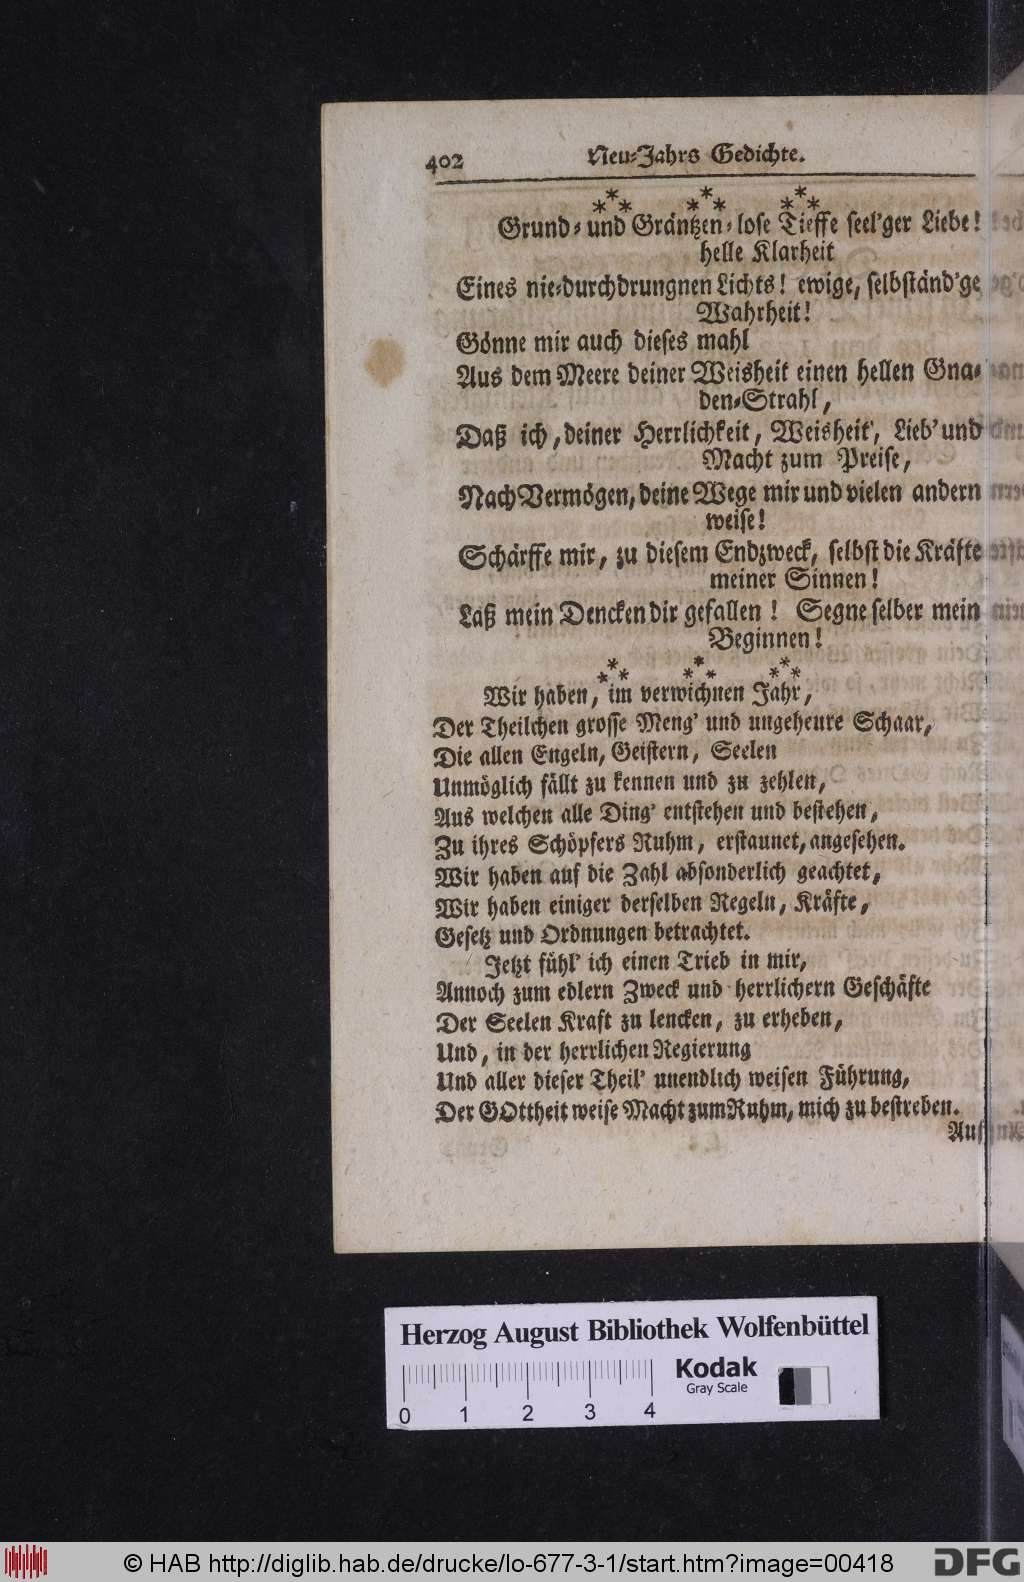 402 Neu-Jahrs Gedichte.
*** *** ***
Grund- und Gräntzen-lose Tieffe seel'ger Liebe!
helle Klarheit
Eines nie-durchdrungnen Lichts! ewige, selbständ'ge
Wahrheit!
Gönne mir auch dieses mahl
Aus dem Meere deiner Weisheit einen hellen Gna-
den-Strahl,
Daß ich, deiner Herrlichkeit, Weisheit, Lieb' und
Macht zum Preise,
Nach Vermögen, deine Wege mir und vielen andern
weise!
Schärffe mir, zu diesem Endzweck, selbst die Kräfte
meiner Sinnen!
Laß mein Dencken dir gefallen! Segne selber mein
Beginnen!
*** *** ***
Wir haben, im verwichnen Jahr,
Der Theilchen grosse Meng' und ungeheure Schaar,
Die allen Engeln, Geistern, Seelen
Unmöglich fällt zu kennen und zu zehlen,
Aus welchen alle Ding' entstehen und bestehen,
Zu ihres Schöpfers Ruhm, erstaunet, angesehen.
Wir haben auf die Zahl absonderlich geachtet,
Wir haben einiger derselben Regeln, Kräfte,
Gesetz und Ordnungen betrachtet.
Jetzt fühl' ich einen Trieb in mir,
Annoch zum edlern Zweck und herrlichern Geschäfte
Der Seelen Kraft zu lencken, zu erheben,
Und, in der herrlichen Regierung
Und aller dieser Theil' unendlich weisen Führung,
Der GOttheit weise Macht zum Ruhm, mich zu bestreben.
Auf
Herzog August Bibliothek Wolfenbüttel
Kodak
Gray Scale
0 1 2 3 4
© HAB http://diglib.hab.de/drucke/lo-677-3-1/start.htm?image=00418
DFG